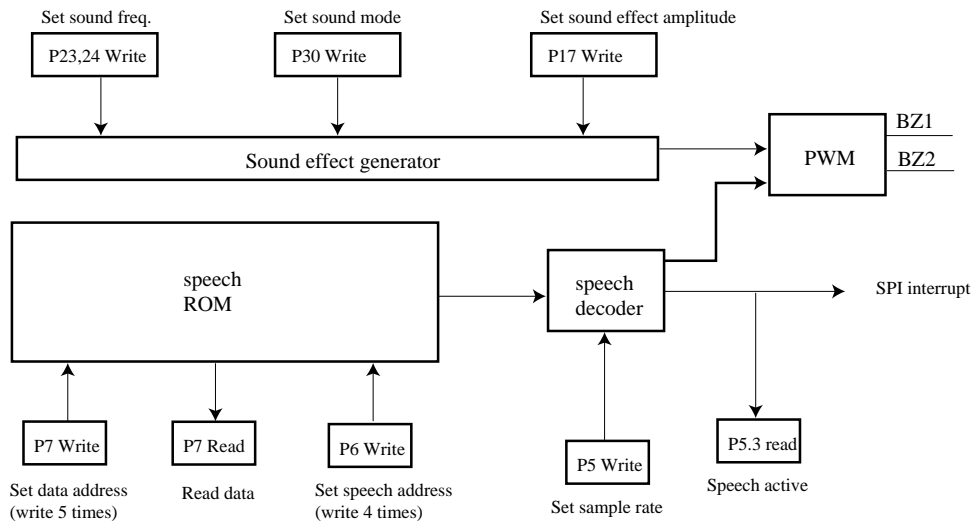 Set sound freq.
Set sound mode
Set sound effect amplitude
P23,24 Write
P30 Write
P17 Write
Sound effect generator
PWM
BZ1
BZ2
speech
ROM
speech
decoder
SPI interrupt
P7 Write
P7 Read
P6 Write
P5 Write
P5.3 read
Set data address
(write 5 times)
Read data
Set speech address
(write 4 times)
Set sample rate
Speech active